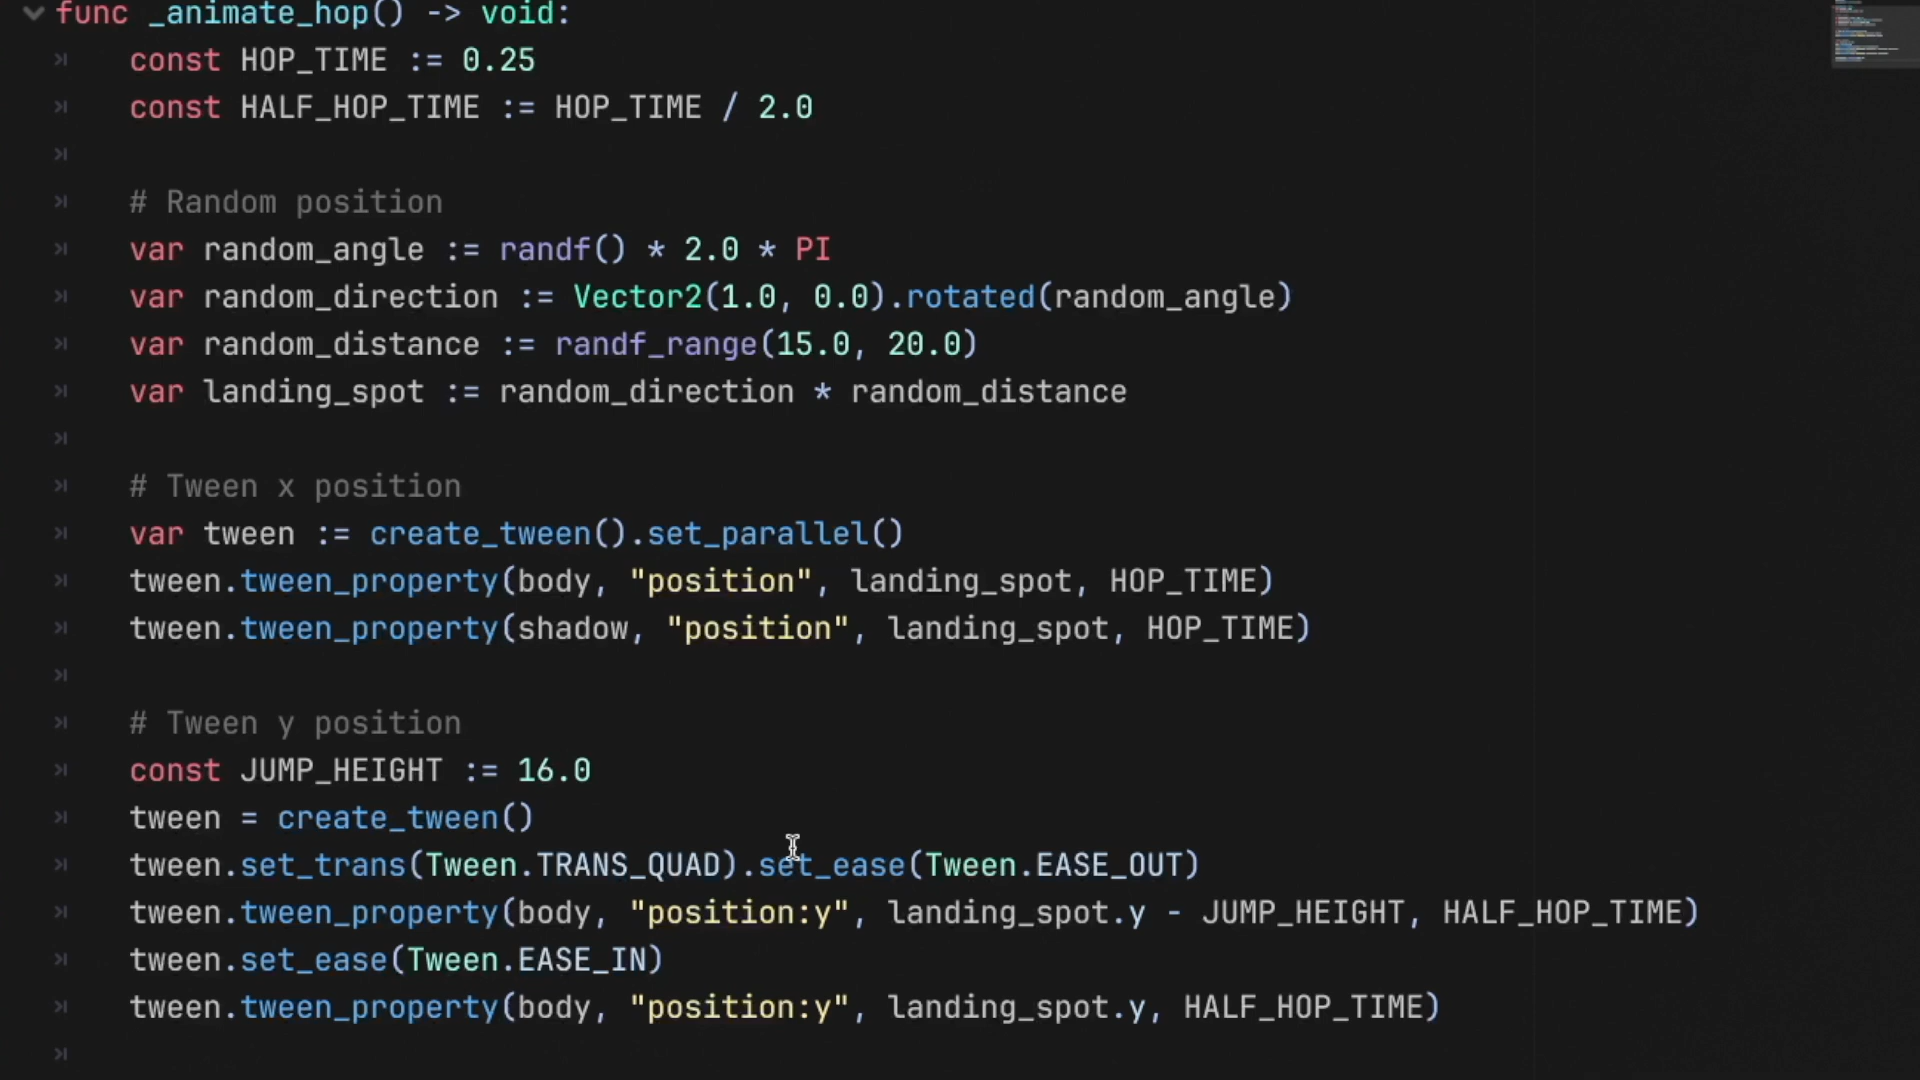 func _animate_hop() -> void:
const HOP_TIME := 0.25
const HALF_HOP_TIME := HOP_TIME / 2.0
# Random position
var random_angle := randf() * 2.0 * PI
var random_direction := Vector2(1.0, 0.0).rotated(random_angle)
var random_distance := randf_range(15.0, 20.0)
var landing_spot := random_direction * random_distance
# Tween x position
var tween := create_tween().set_parallel()
tween.tween_property(body, "position", landing_spot, HOP_TIME)
tween.tween_property(shadow, "position", landing_spot, HOP_TIME)
# Tween y position
const JUMP_HEIGHT := 16.0
tween = create_tween()
tween.set_trans(Tween.TRANS_QUAD).set_ease(Tween.EASE_OUT)
tween.tween_property(body, "position:y", landing_spot.y - JUMP_HEIGHT, HALF_HOP_TIME)
tween.set_ease(Tween.EASE_IN)
tween.tween_property(body, "position:y", landing_spot.y, HALF_HOP_TIME)